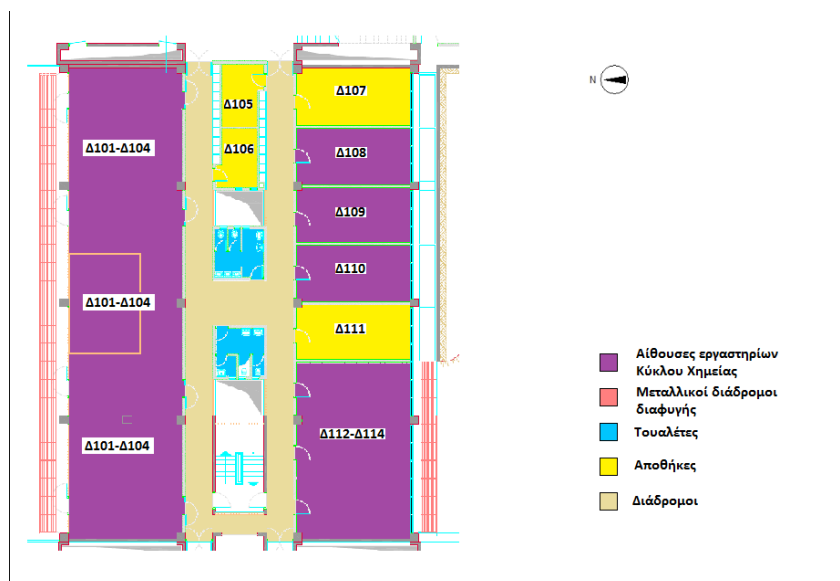 Δ105
Δ107
N
Δ101-Δ104
Δ106
Δ108
Δ109
Δ110
Δ101-Δ104
Δ111
Αίθουσες εργαστηρίων
Κύκλου Χημείας
Μεταλλικοί διάδρομοι
διαφυγής
Τουαλέτες
Δ112-Δ114
Δ101-Δ104
Αποθήκες
Διάδρομοι